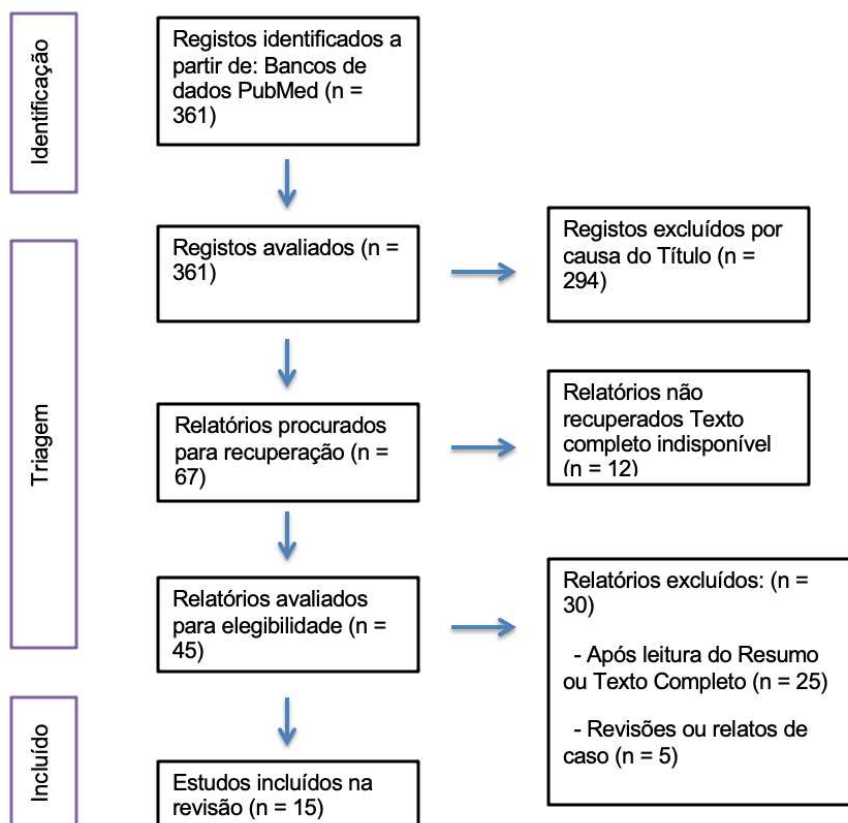 Identificação
Registos identificados a
partir de: Bancos de
dados PubMed (n =
361)
Triagem
Registos avaliados (n =
361)
Registos excluídos por
causa do Título (n =
294)
Relatórios procurados
para recuperação (n =
67)
Relatórios não
recuperados Texto
completo indisponível
(n = 12)
Relatórios avaliados
para elegibilidade (n =
45)
Relatórios excluídos: (n =
30)
- Após leitura do Resumo
ou Texto Completo (n = 25)
- Revisões ou relatos de
caso (n = 5)
Incluído
Estudos incluídos na
revisão (n = 15)